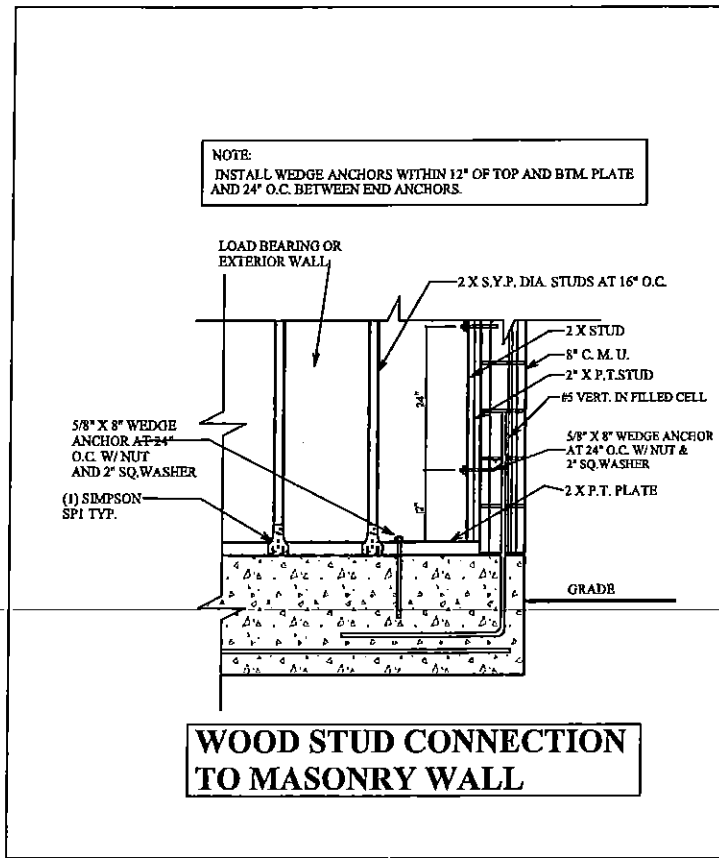 NOTE:
INSTALL WEDGE ANCHORS WITHIN 12" OF TOP AND BTM. PLATE
AND 24" O.C. BETWEEN END ANCHORS.
LOAD BEARING OR
EXTERIOR WALL
2 X S.Y.P. DIA. STUDS AT 16" O.C.
2 X STUD
8" C. M. U.
2" X P.T.STUD
#5 VERT. IN FILLED CELL
5/8" X 8" WEDGE ANCHOR
AT 24" O.C. W/ NUT &
2" SQ.WASHER
2 X P.T. PLATE
24"
12"
5/8" X 8" WEDGE
ANCHOR AT 24"
O.C. W/ NUT
AND 2" SQ.WASHER
(1) SIMPSON
SP1 TYP.
GRADE
WOOD STUD CONNECTION
TO MASONRY WALL